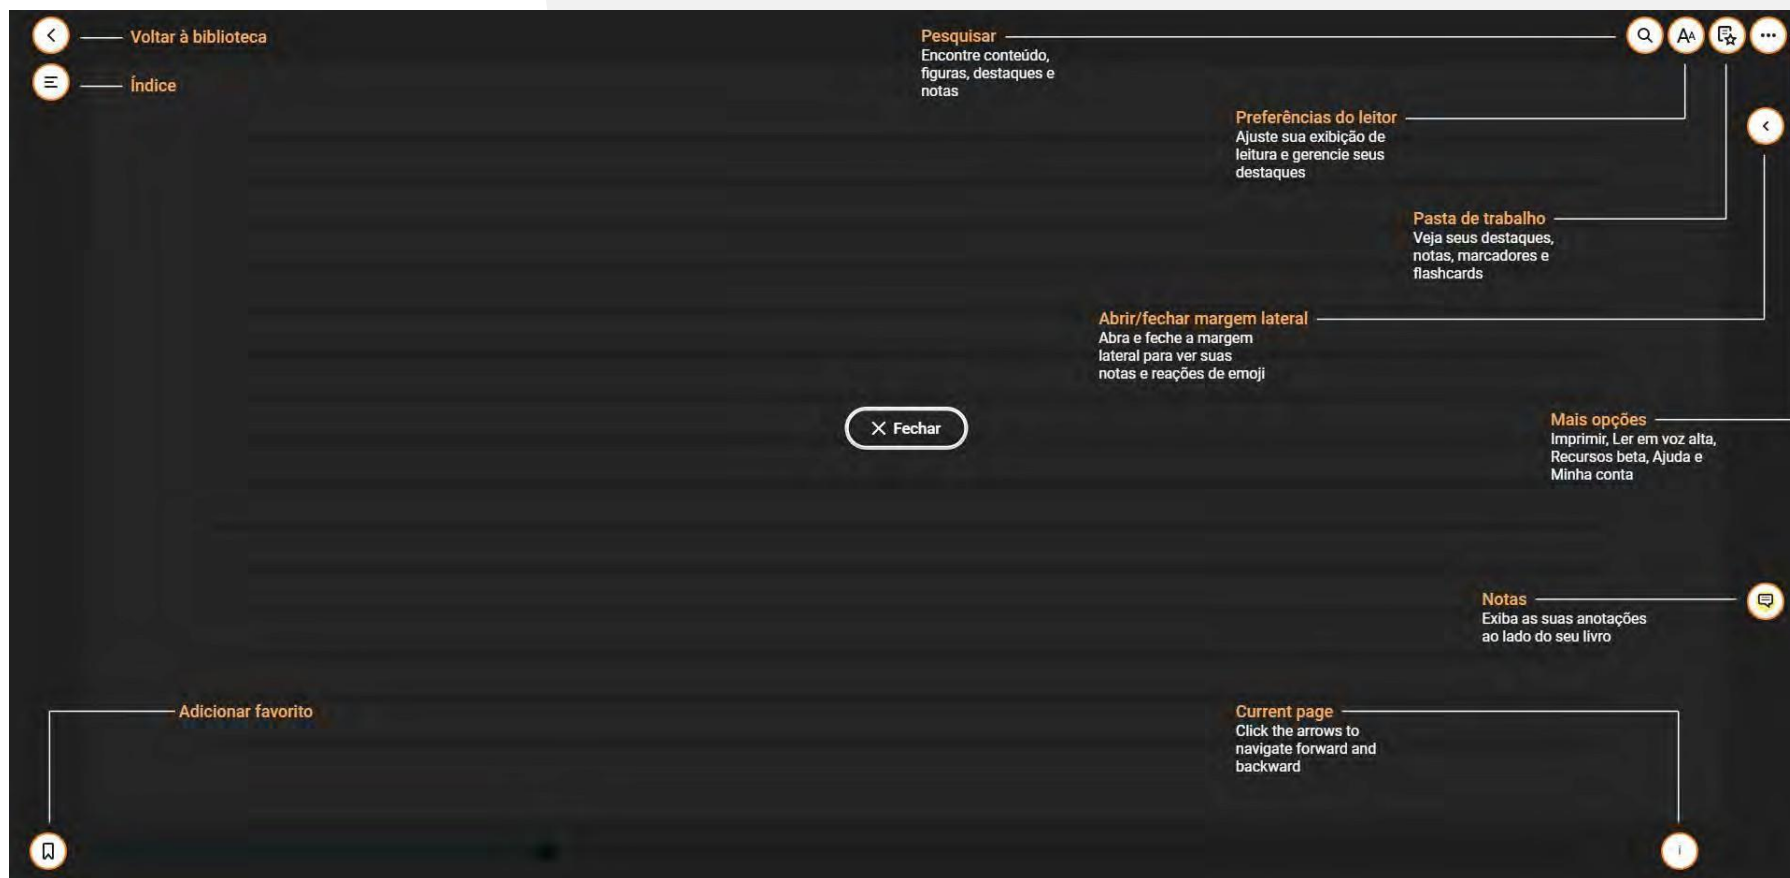 Voltar à biblioteca
Índice
Pesquisar
Encontre conteúdo,
figuras, destaques e
notas
AA
Preferências do leitor
Ajuste sua exibição de
leitura e gerencie seus
destaques
Pasta de trabalho
Veja seus destaques,
notas, marcadores e
flashcards
Abrir/fechar margem lateral
Abra e feche a margem
lateral para ver suas
notas e reações de emoji
Fechar
Mais opções
Imprimir, Ler em voz alta,
Recursos beta, Ajuda e
Minha conta
Notas
Exiba as suas anotações
ao lado do seu livro
Adicionar favorito
Current page
Click the arrows to
navigate forward and
backward